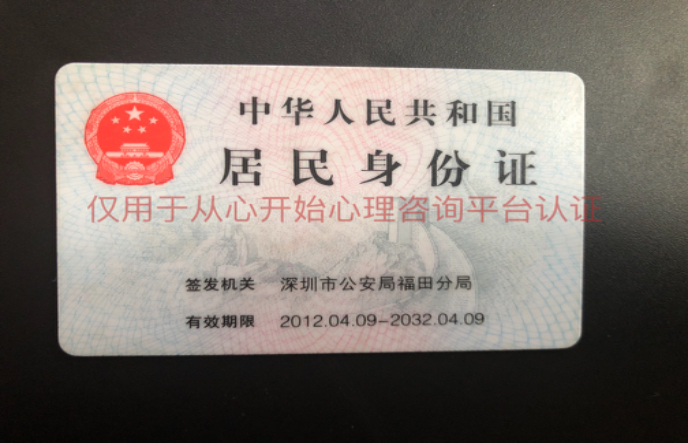 中华人民共和国
居民身份证
仅用于从心开始心理咨询平台认证
签发机关 深圳市公安局福田分局
有效期限 2012.04.09-2032.04.09